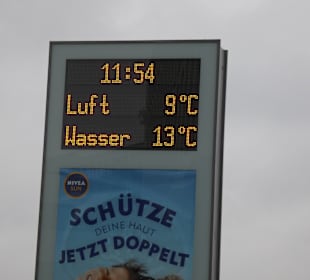 11:54
Luft 9°C
Wasser 13°C
NIVEA
SUN
SCHÜTZE
DEINE HAUT
JETZT DOPPELT